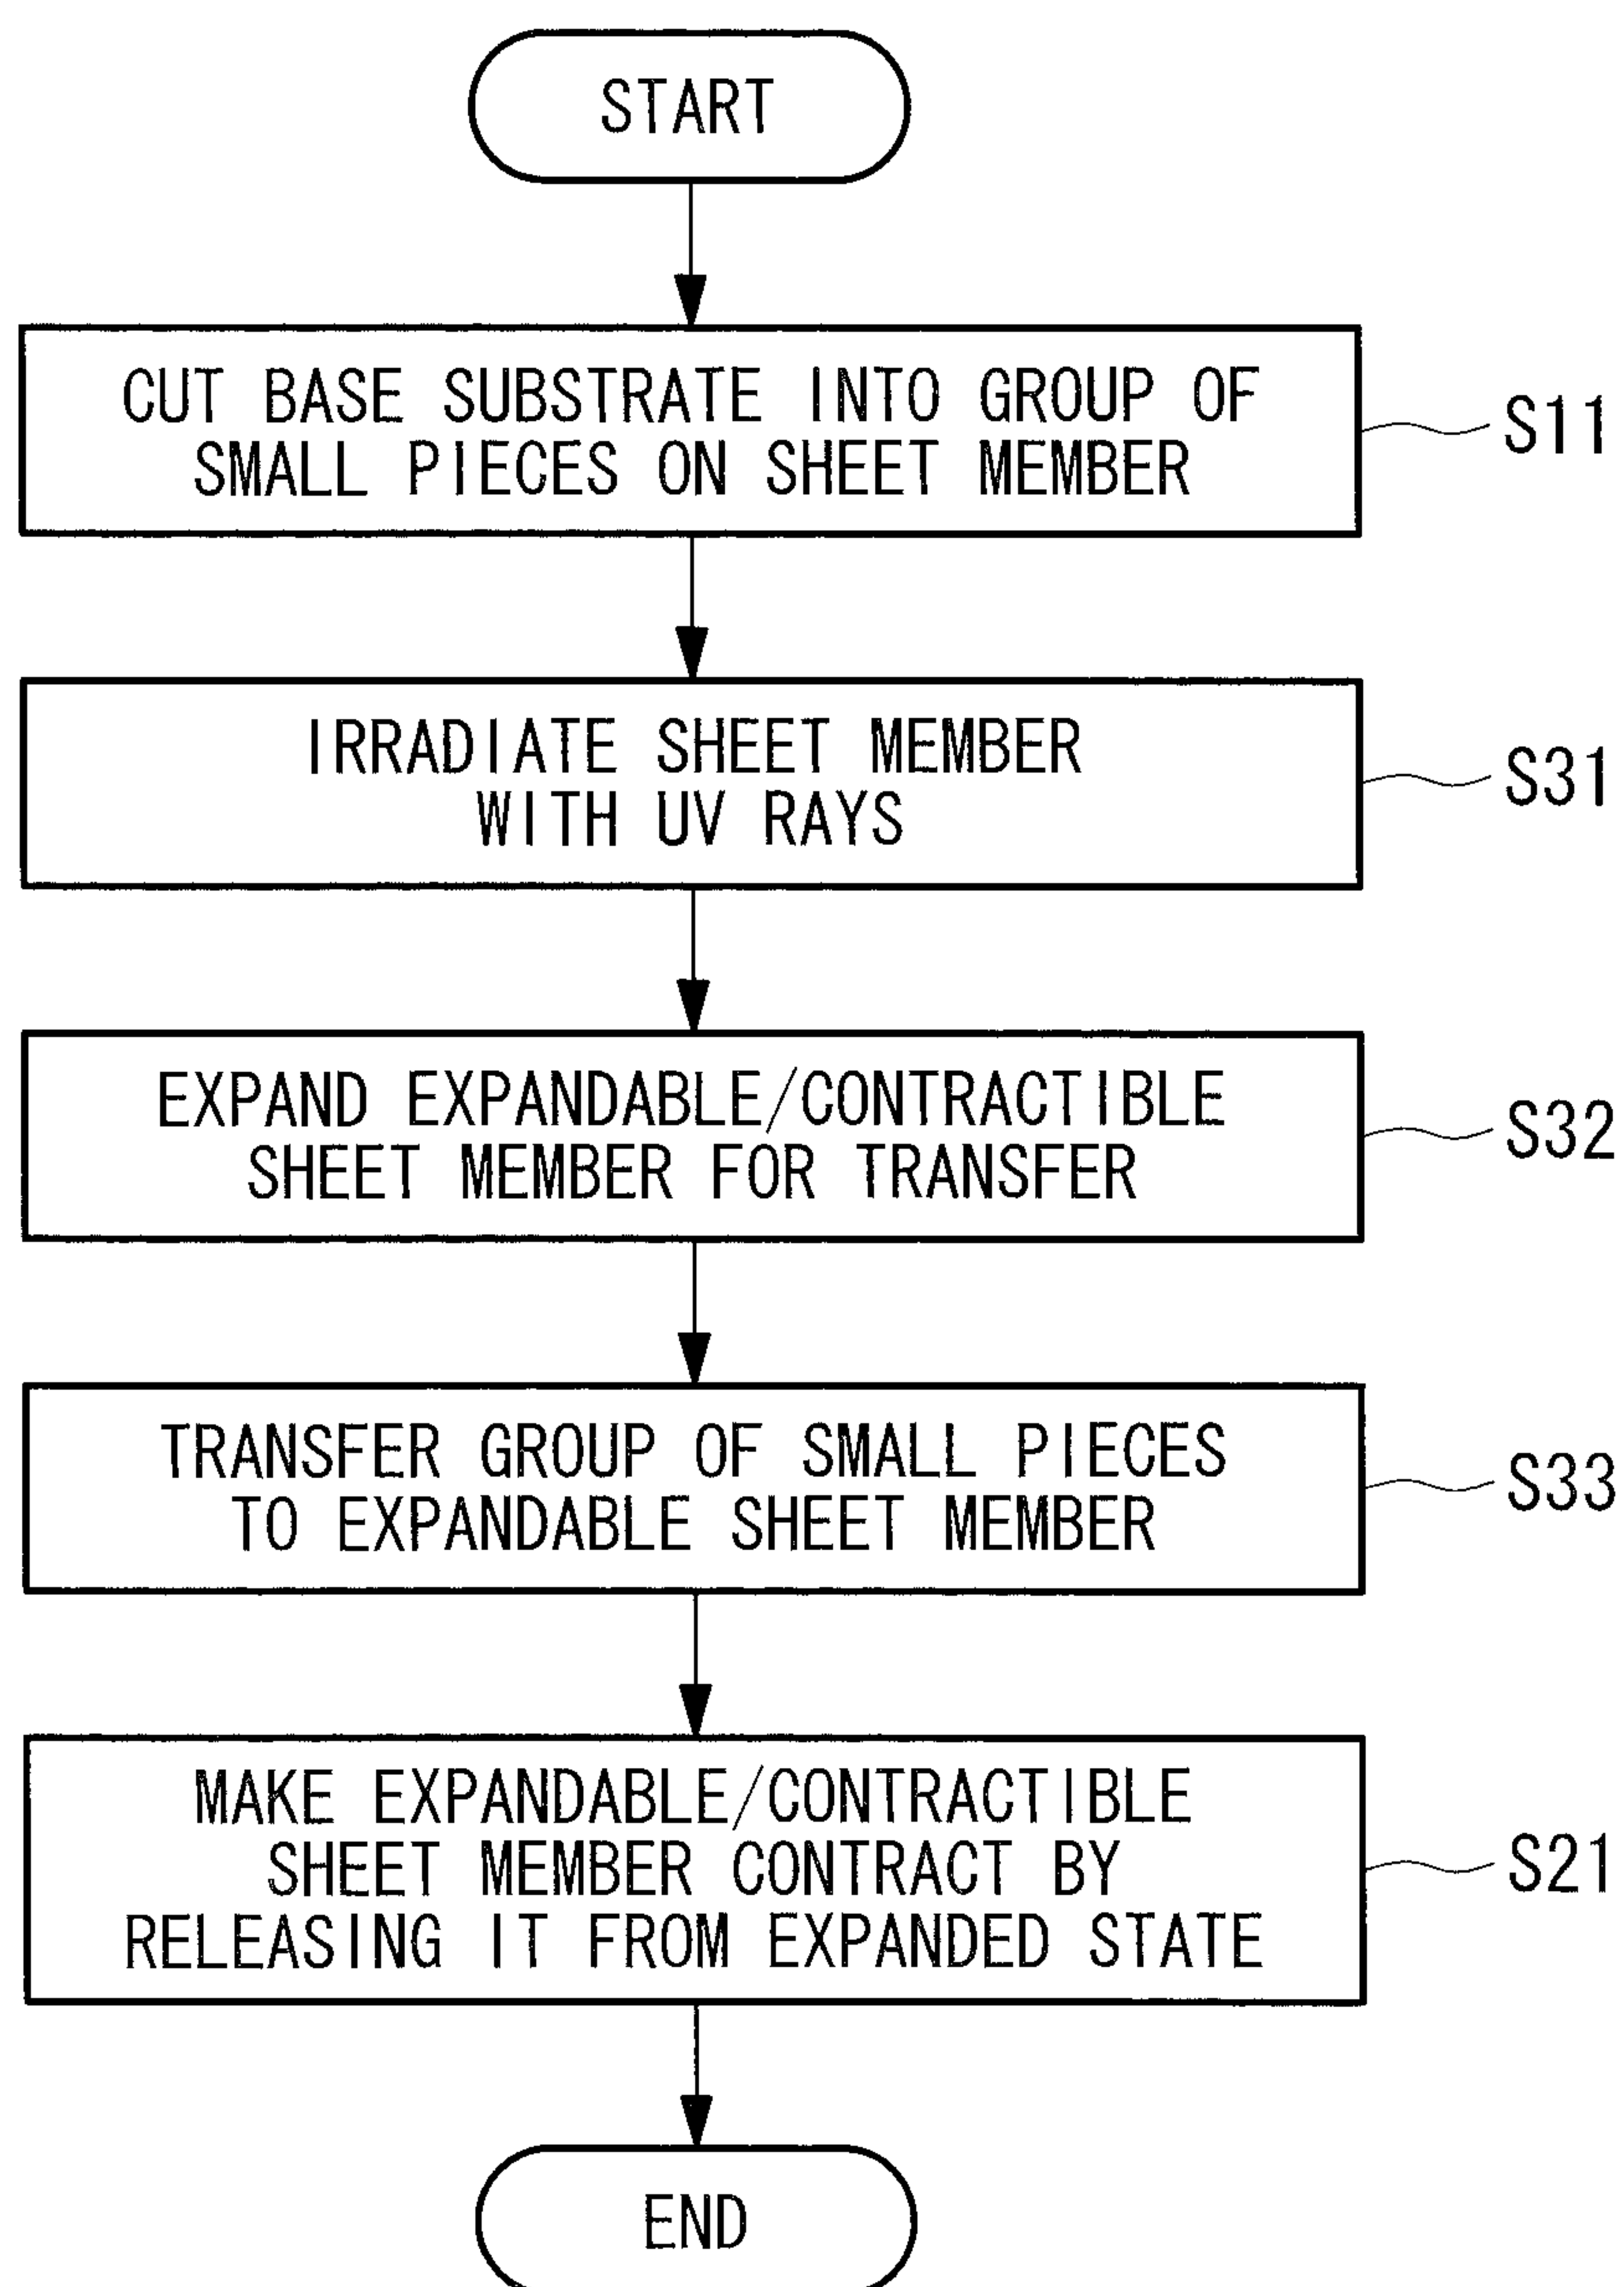 START
CUT BASE SUBSTRATE INTO GROUP OF
SMALL PIECES ON SHEET MEMBER
S11
IRRADIATE SHEET MEMBER
WITH UV RAYS
S31
EXPAND EXPANDABLE/CONTRACTIBLE
SHEET MEMBER FOR TRANSFER
S32
TRANSFER GROUP OF SMALL PIECES
TO EXPANDABLE SHEET MEMBER
S33
MAKE EXPANDABLE/CONTRACTIBLE
SHEET MEMBER CONTRACT BY
RELEASING IT FROM EXPANDED STATE
S21
END